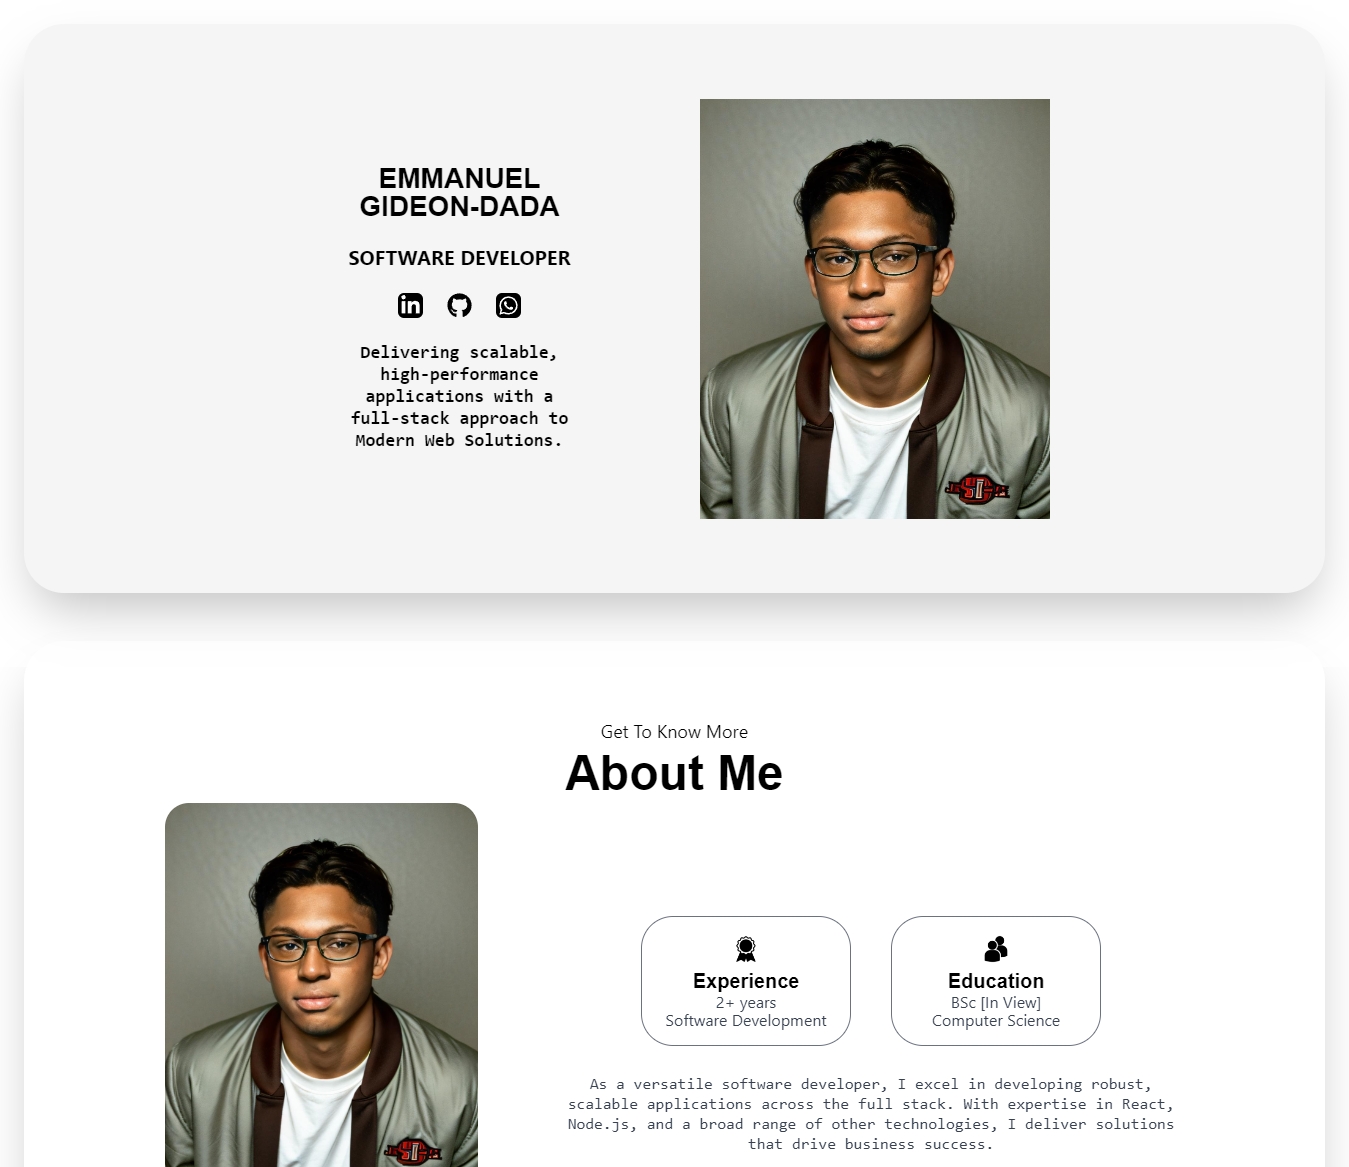 EMMANUEL
GIDEON-DADA
SOFTWARE DEVELOPER
in
Delivering scalable,
high-performance
applications with a
full-stack approach to
Modern Web Solutions.
Get To Know More
About Me
Experience
2+ years
Software Development
Education
BSc [In View]
Computer Science
As a versatile software developer, I excel in developing robust,
scalable applications across the full stack. With expertise in React,
Node.js, and a broad range of other technologies, I deliver solutions
that drive business success.